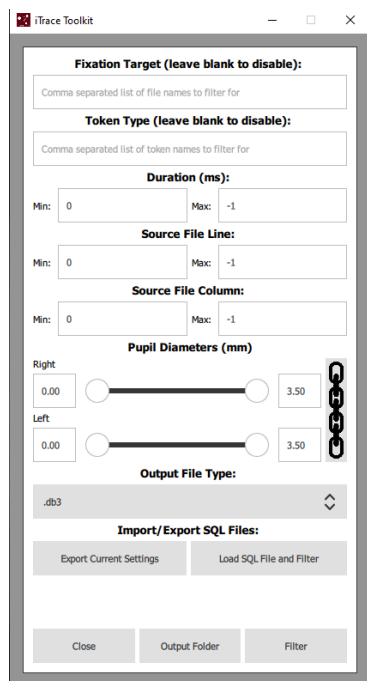 iTrace Toolkit
Fixation Target (leave blank to disable):
Comma separated list of file names to filter for
Token Type (leave blank to disable):
Comma separated list of token names to filter for
Duration (ms):
Min: 0 Max: -1
Source File Line:
Min: 0 Max: -1
Source File Column:
Min: 0 Max: -1
Pupil Diameters (mm)
Right
0.00 3.50
Left
0.00 3.50
Output File Type:
.db3
Import/Export SQL Files:
Export Current Settings Load SQL File and Filter
Close Output Folder Filter